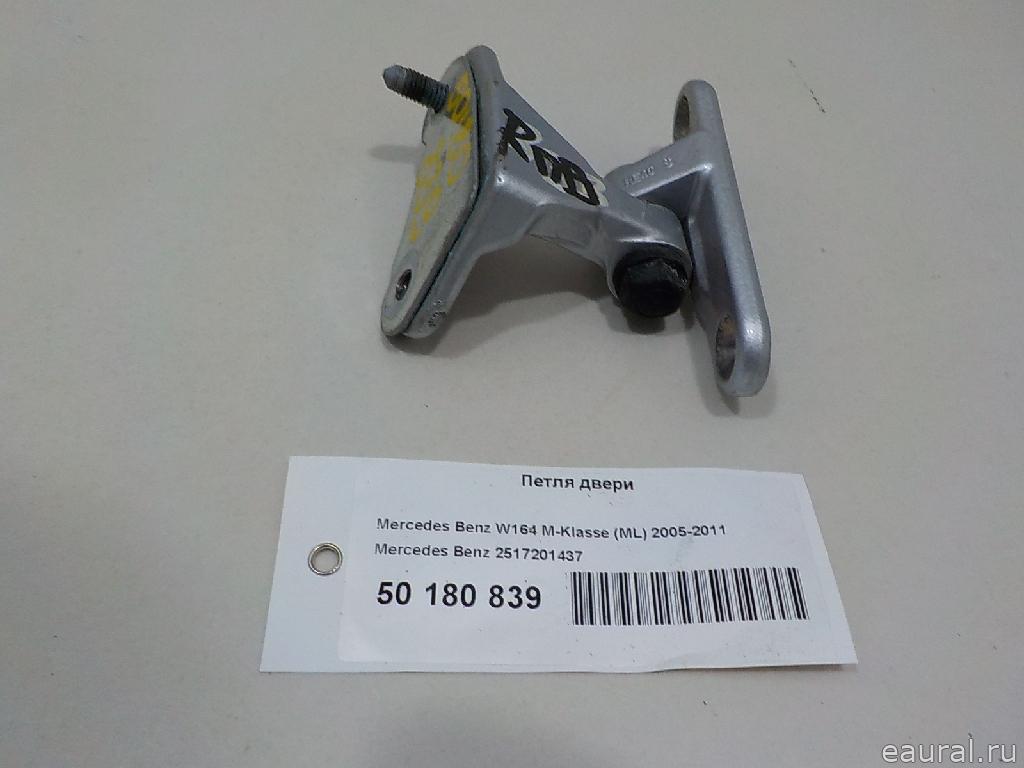 Петля двери
Mercedes Benz W164 M-Klasse (ML) 2005-2011
Mercedes Benz 2517201437
50 180 839
eaural.ru